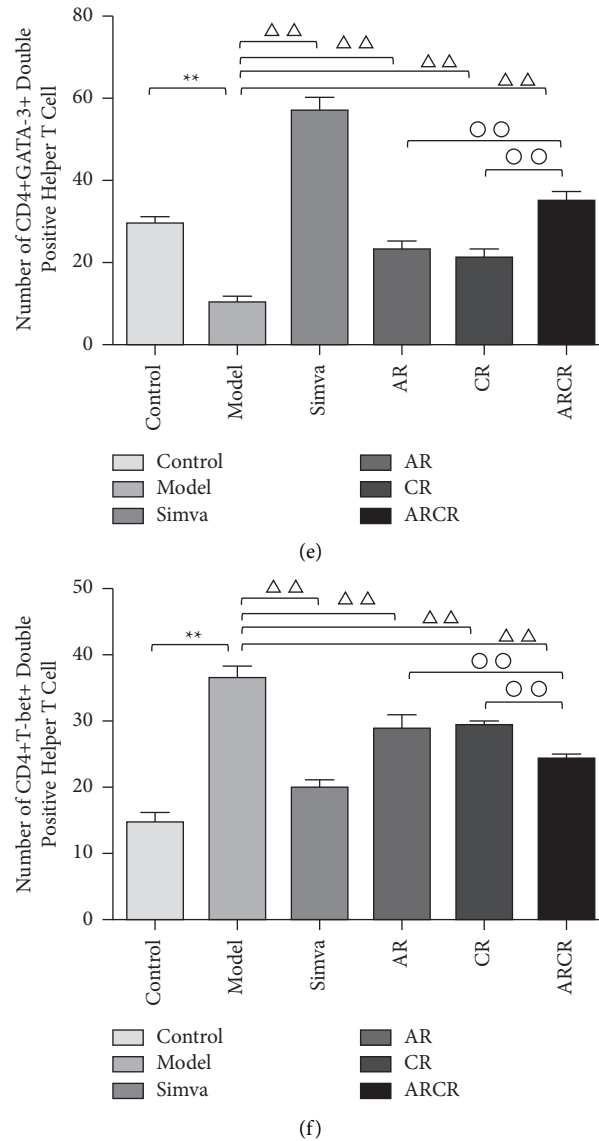 Number of CD4+GATA-3+ Double
Positive Helper T Cell
80
60
40
20
0
**
△ △
△ △
△ △
△ △
○ ○
○ ○
Control
Model
Simva
AR
CR
ARCR
Control
Model
Simva
AR
CR
ARCR
(e)
Number of CD4+T-bet+ Double
Positive Helper T Cell
50
40
30
20
10
0
**
△ △
△ △
△ △
△ △
○ ○
○ ○
Control
Model
Simva
AR
CR
ARCR
Control
Model
Simva
AR
CR
ARCR
(f)